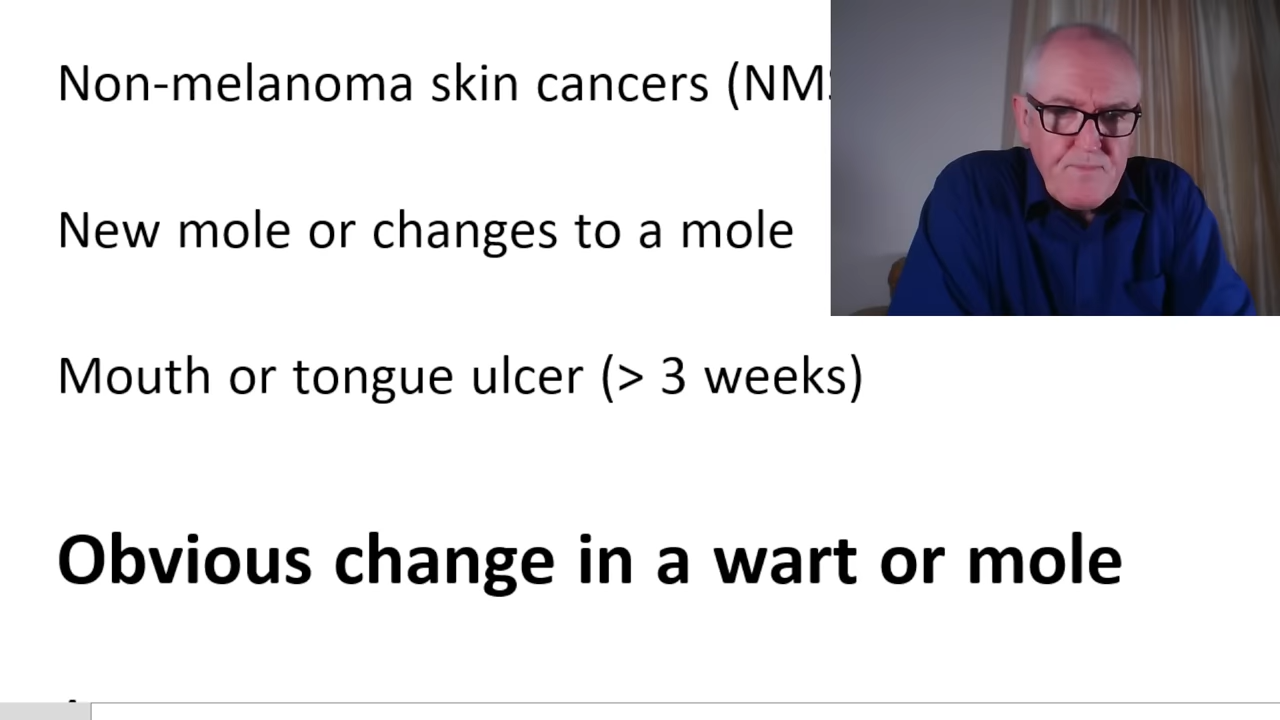 Non-melanoma skin cancers
New mole or changes to a mole
Mouth or tongue ulcer (> 3 weeks)
Obvious change in a wart or mole